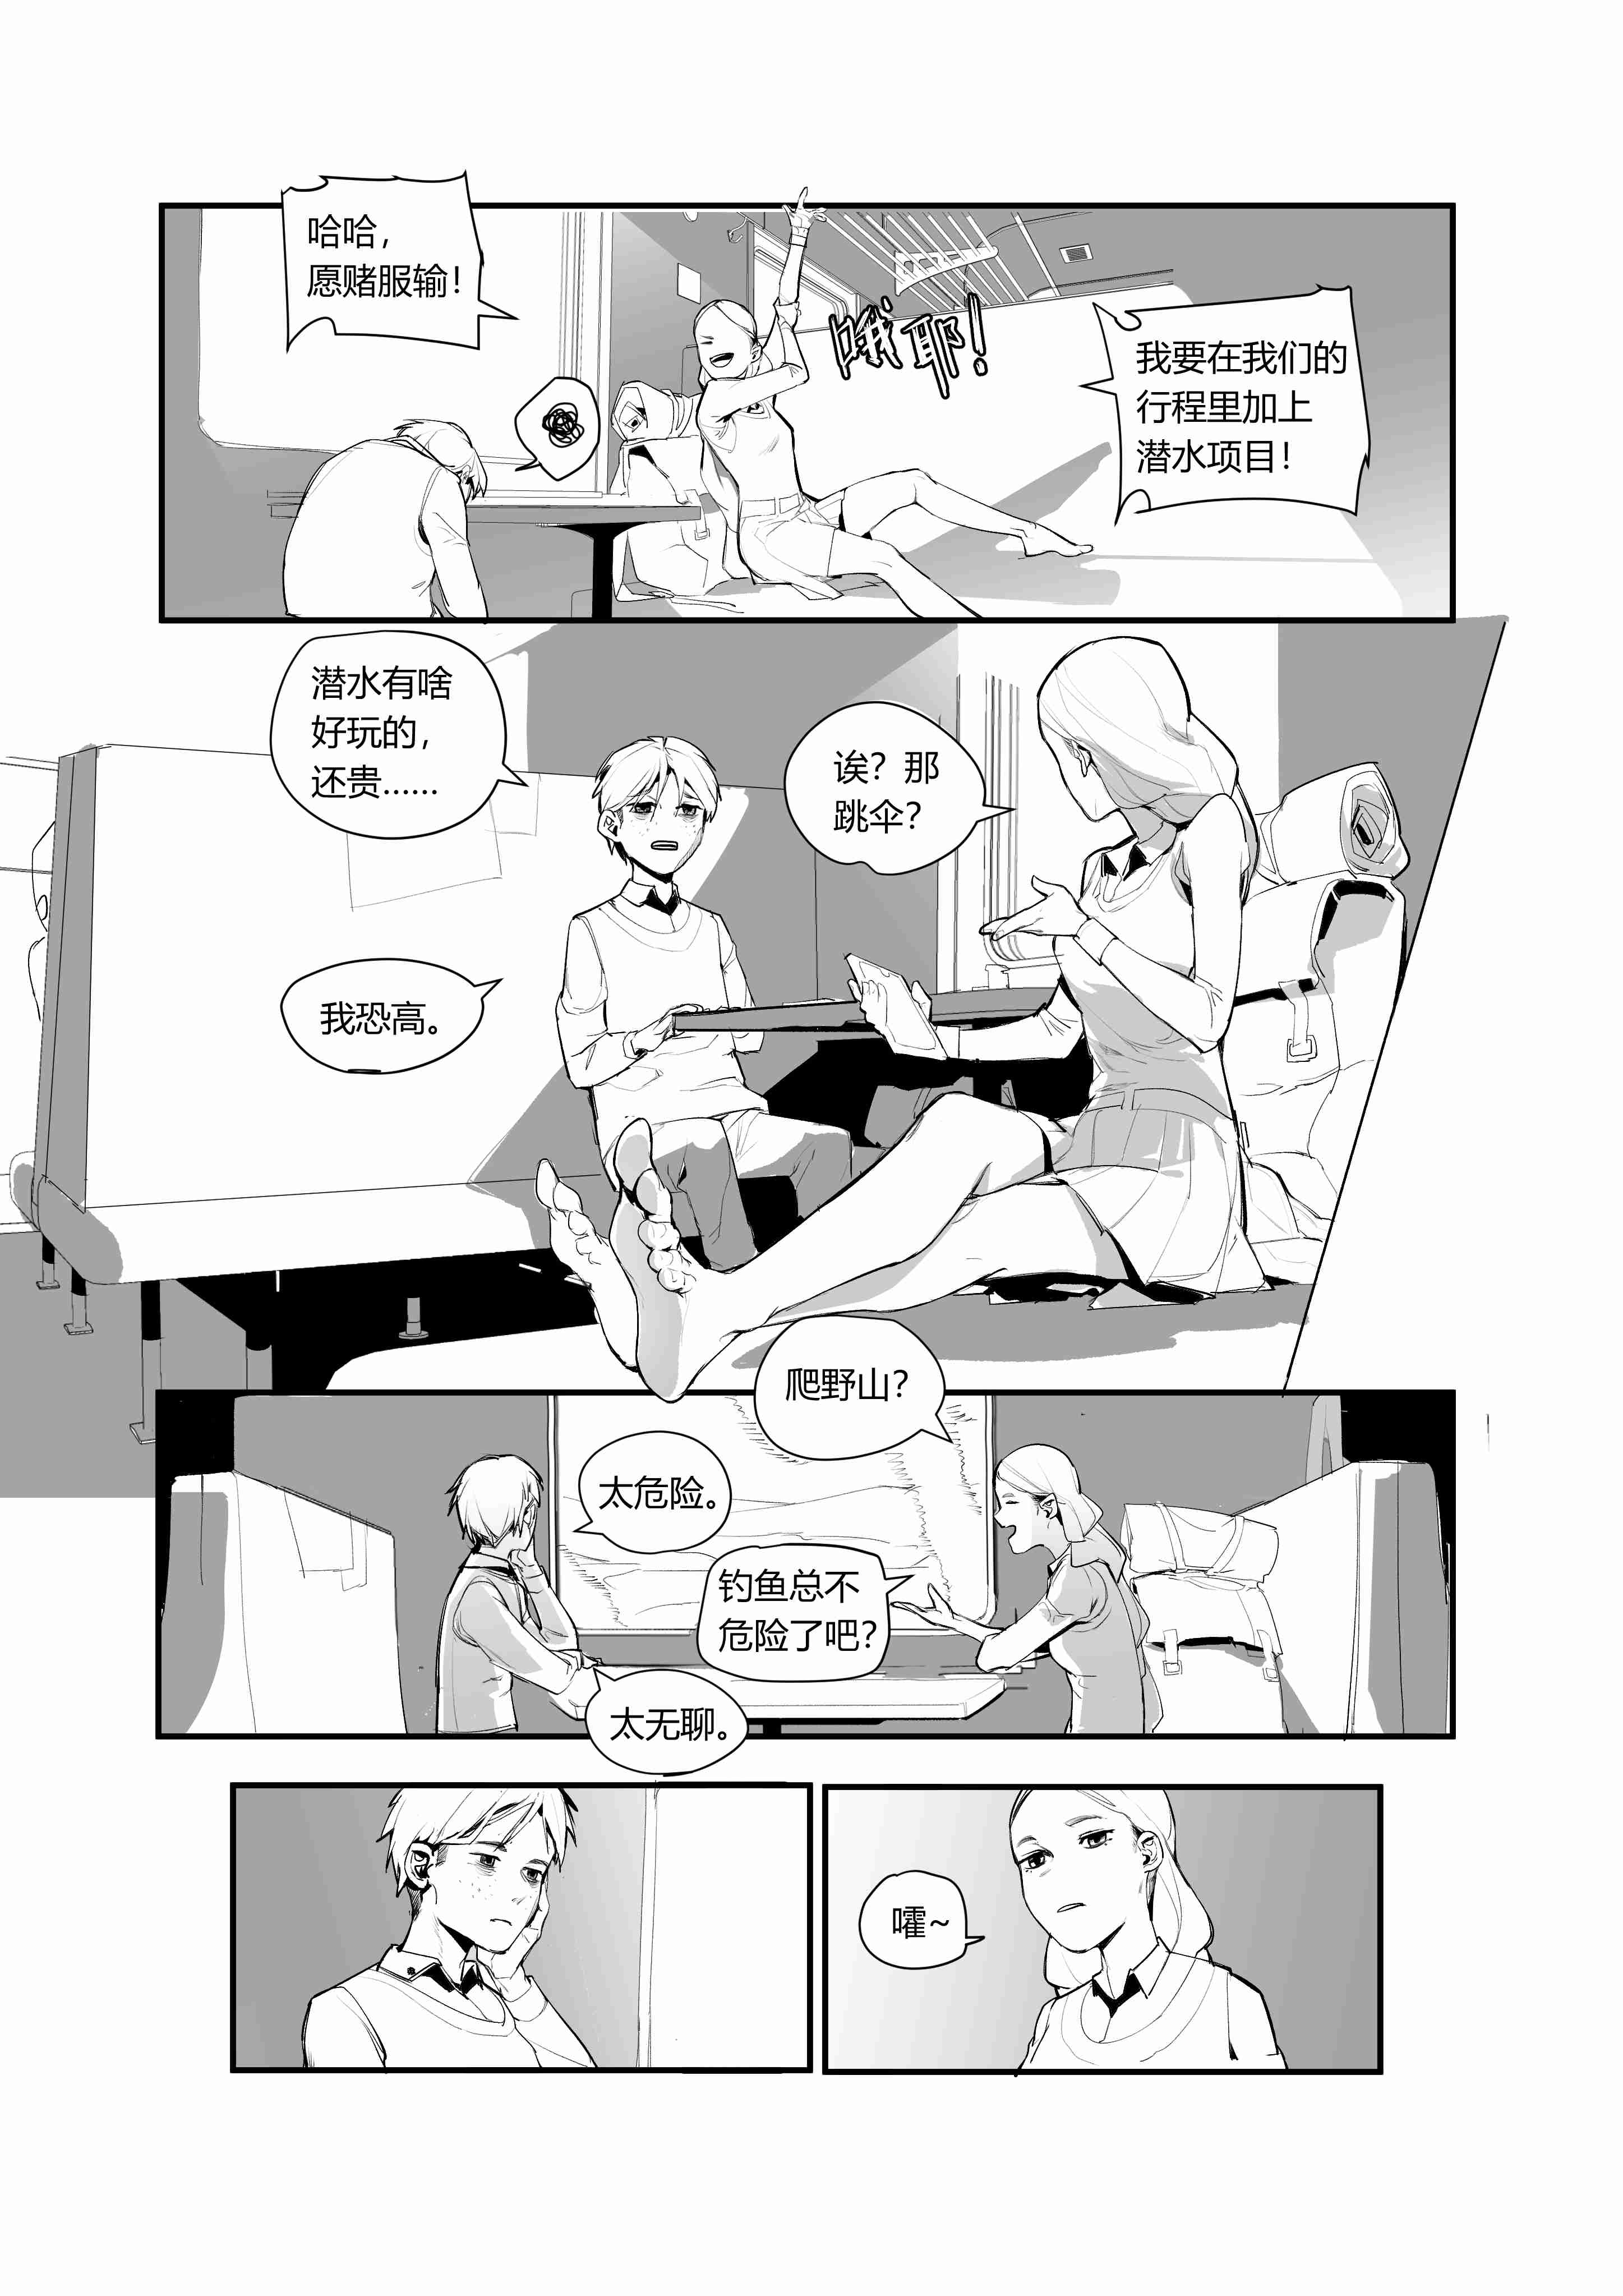 哈哈，
愿赌服输！
哦耶！
我要在我们的
行程里加上
潜水项目！
潜水有啥
好玩的，
还贵……
诶？那
跳伞？
我恐高。
爬野山？
太危险。
钓鱼总不
危险了吧？
太无聊。
嚯~